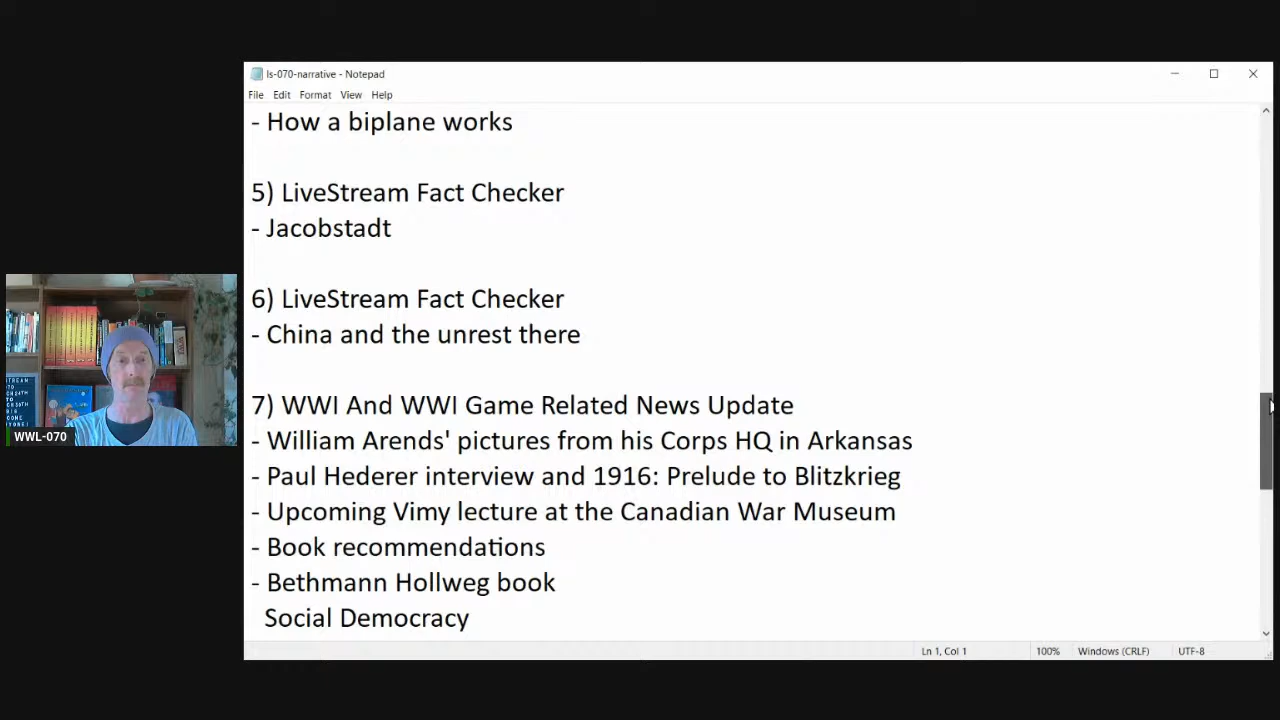 ls-070-narrative - Notepad
File Edit Format View Help
- How a biplane works
5) LiveStream Fact Checker
- Jacobstadt
6) LiveStream Fact Checker
- China and the unrest there
7) WWI And WWI Game Related News Update
- William Arends' pictures from his Corps HQ in Arkansas
- Paul Hederer interview and 1916: Prelude to Blitzkrieg
- Upcoming Vimy lecture at the Canadian War Museum
- Book recommendations
- Bethmann Hollweg book
Social Democracy
Ln 1, Col 1 100% Windows (CRLF) UTF-8
WWL-070